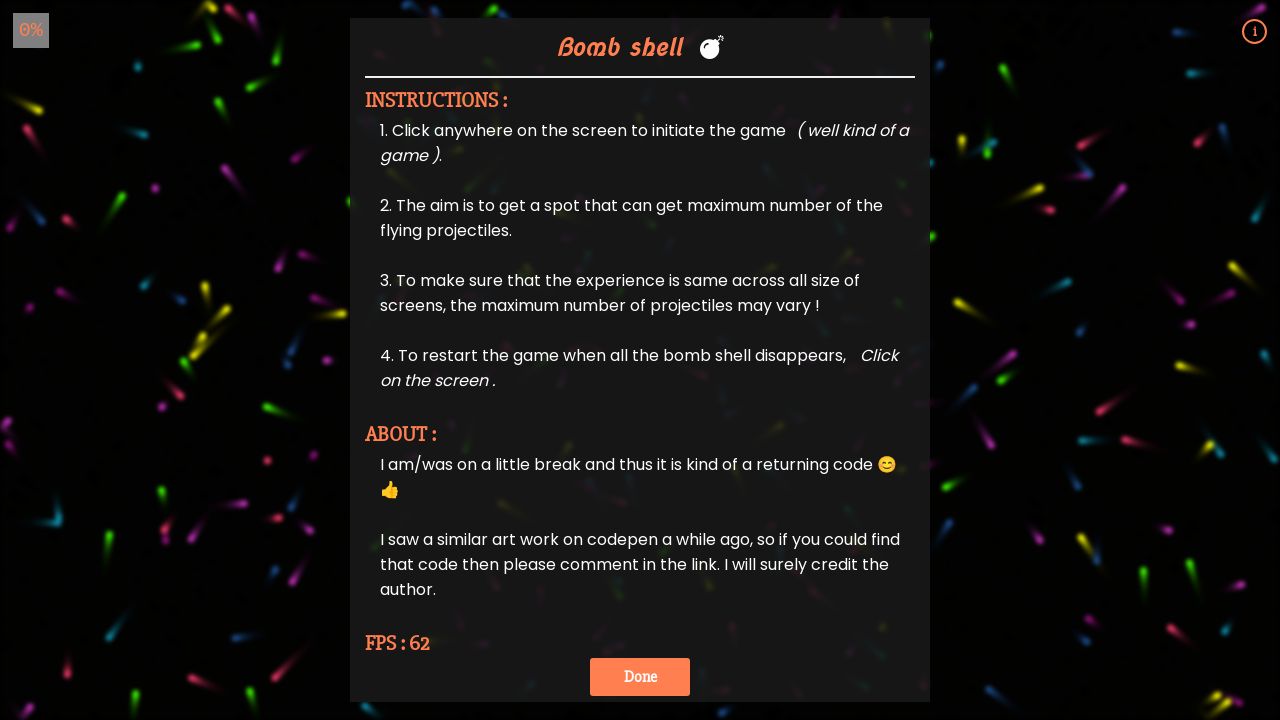 0%
i
Bomb shell 💣
INSTRUCTIONS :
1. Click anywhere on the screen to initiate the game ( well kind of a
game ).
2. The aim is to get a spot that can get maximum number of the
flying projectiles.
3. To make sure that the experience is same across all size of
screens, the maximum number of projectiles may vary !
4. To restart the game when all the bomb shell disappears, Click
on the screen .
ABOUT :
I am/was on a little break and thus it is kind of a returning code 😊
👍
I saw a similar art work on codepen a while ago, so if you could find
that code then please comment in the link. I will surely credit the
author.
FPS : 62
Done